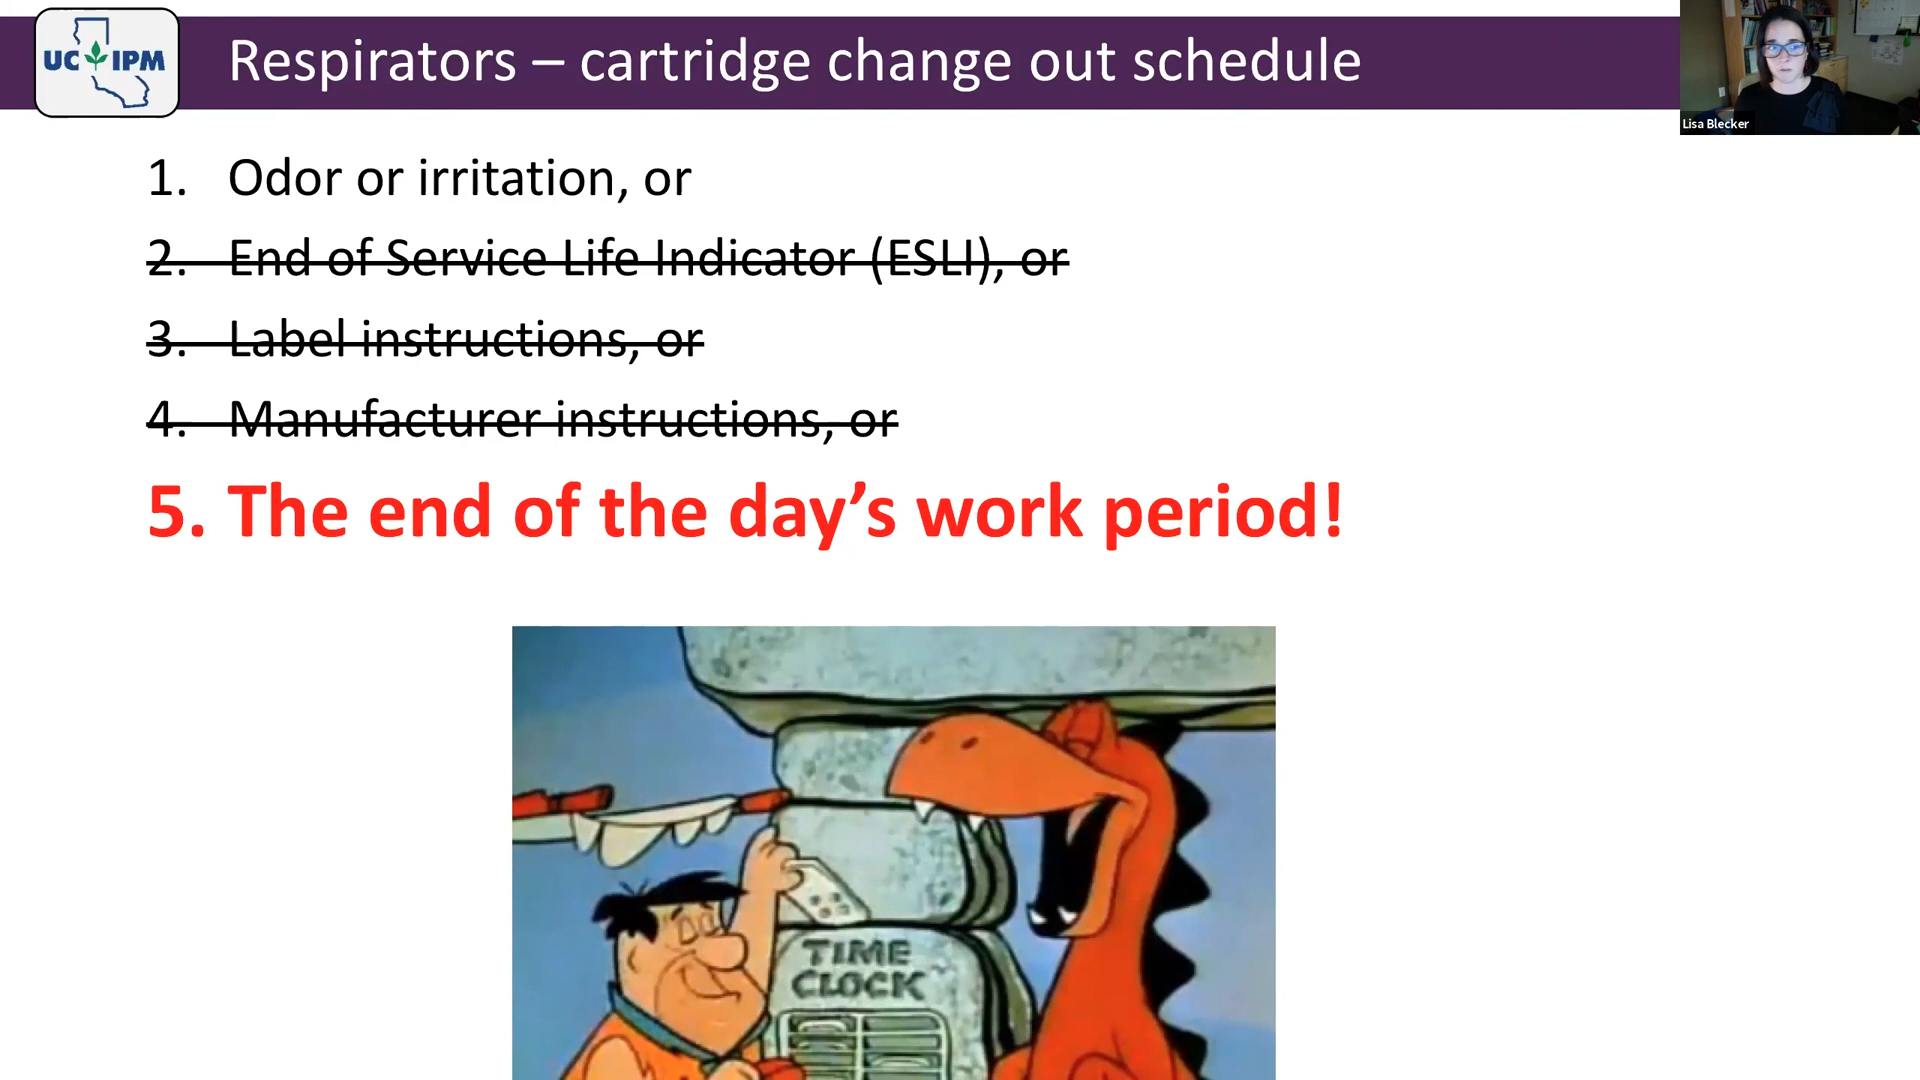 UC IPM
Respirators – cartridge change out schedule
Lisa Blecker
1. Odor or irritation, or
2. End of Service Life Indicator (ESLI), or
3. Label instructions, or
4. Manufacturer instructions, or
5. The end of the day’s work period!
TIME
CLOCK